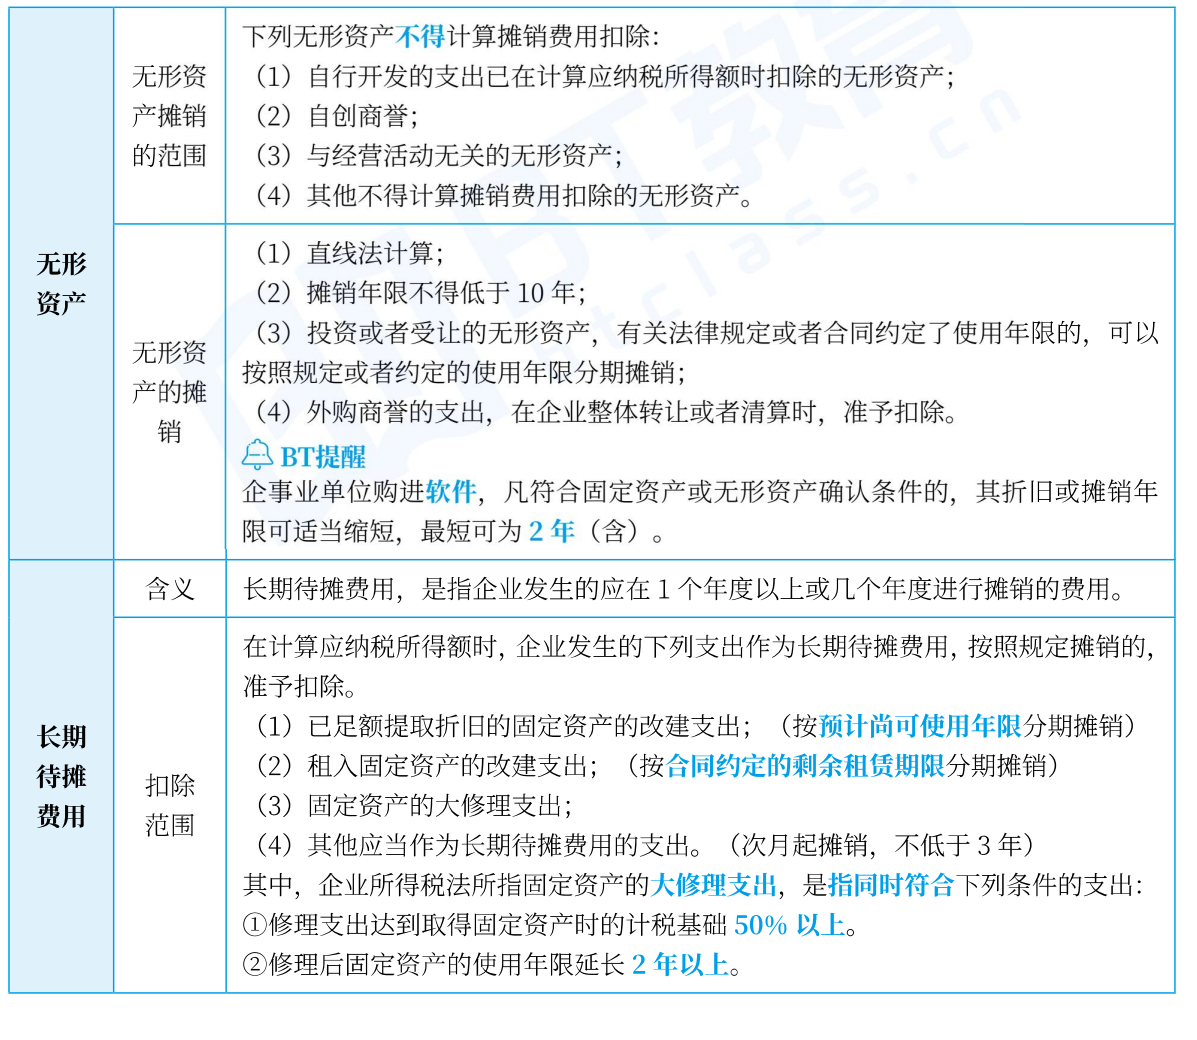 下列无形资产不得计算摊销费用扣除：
无形资
产摊销
的范围
（1）自行开发的支出已在计算应纳税所得额时扣除的无形资产；
（2）自创商誉；
（3）与经营活动无关的无形资产；
（4）其他不得计算摊销费用扣除的无形资产。
无形
资产
无形资
产的摊
销
（1）直线法计算；
（2）摊销年限不得低于 10 年；
（3）投资或者受让的无形资产，有关法律规定或者合同约定了使用年限的，可以
按照规定或者约定的使用年限分期摊销；
（4）外购商誉的支出，在企业整体转让或者清算时，准予扣除。
BT提醒
企事业单位购进软件，凡符合固定资产或无形资产确认条件的，其折旧或摊销年
限可适当缩短，最短可为 2 年（含）。
长期
待摊
费用
含义
长期待摊费用，是指企业发生的应在 1 个年度以上或几个年度进行摊销的费用。
扣除
范围
在计算应纳税所得额时，企业发生的下列支出作为长期待摊费用，按照规定摊销的，
准予扣除。
（1）已足额提取折旧的固定资产的改建支出；（按预计尚可使用年限分期摊销）
（2）租入固定资产的改建支出；（按合同约定的剩余租赁期限分期摊销）
（3）固定资产的大修理支出；
（4）其他应当作为长期待摊费用的支出。（次月起摊销，不低于 3 年）
其中，企业所得税法所指固定资产的大修理支出，是指同时符合下列条件的支出：
①修理支出达到取得固定资产时的计税基础 50% 以上。
②修理后固定资产的使用年限延长 2 年以上。
BT教育
btclass.cn